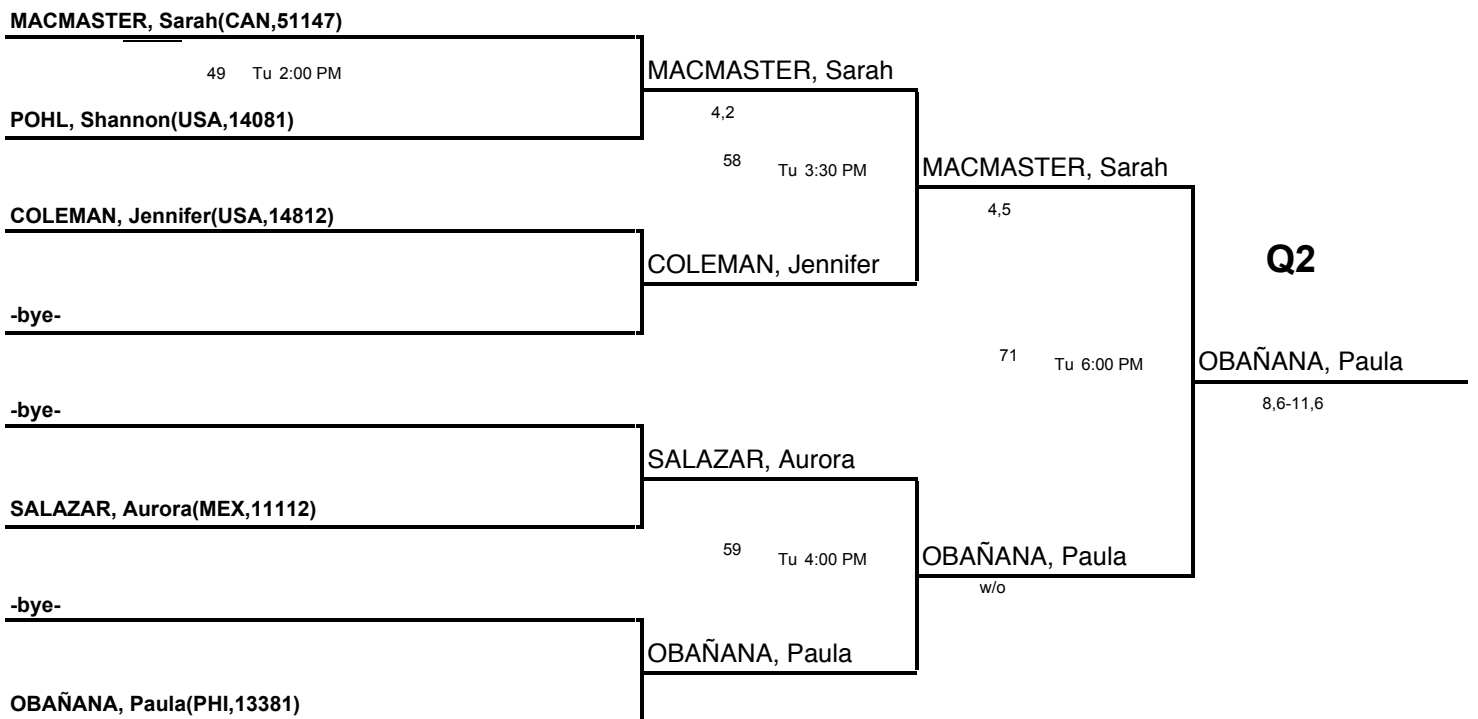 MACMASTER, Sarah(CAN,51147)
49 Tu 2:00 PM
MACMASTER, Sarah
POHL, Shannon(USA,14081)
4,2
58 Tu 3:30 PM
MACMASTER, Sarah
COLEMAN, Jennifer(USA,14812)
4,5
COLEMAN, Jennifer
Q2
-bye-
71 Tu 6:00 PM
OBAÑANA, Paula
-bye-
8,6-11,6
SALAZAR, Aurora
SALAZAR, Aurora(MEX,11112)
59 Tu 4:00 PM
OBAÑANA, Paula
w/o
-bye-
OBAÑANA, Paula
OBAÑANA, Paula(PHI,13381)